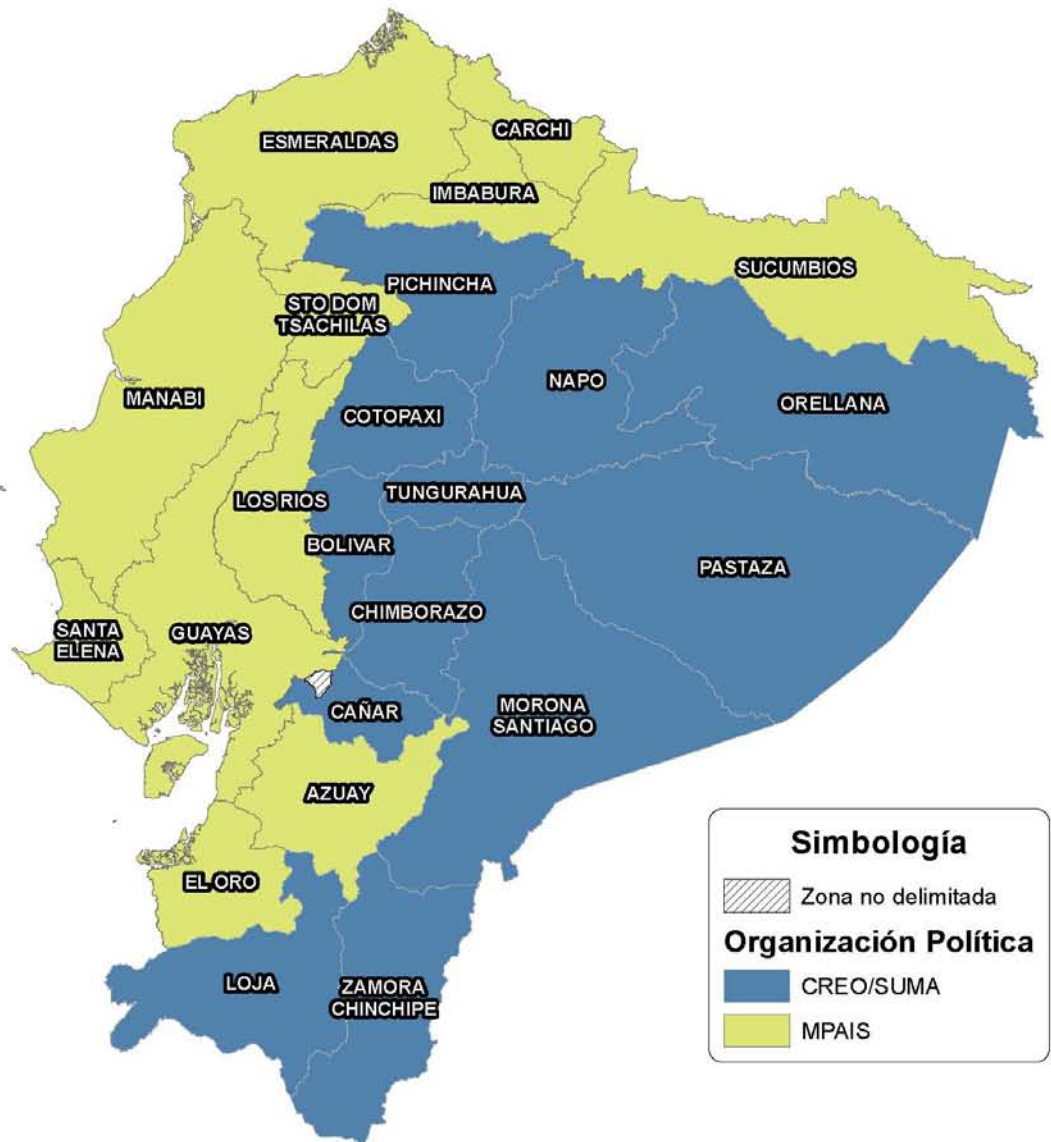 ESMERALDAS
CARCHI
IMBABURA
SUCUMBIOS
PICHINCHA
STO DOM
TSACHILAS
NAPO
ORELLANA
MANABI
COTOPAXI
TUNGURAHUA
LOS RIOS
BOLIVAR
PASTAZA
CHIMBORAZO
SANTA
ELENA
GUAYAS
CAÑAR
MORONA
SANTIAGO
AZUAY
EL ORO
LOJA
ZAMORA
CHINCHIPE
Simbología
Zona no delimitada
Organización Política
CREO/SUMA
MPAIS